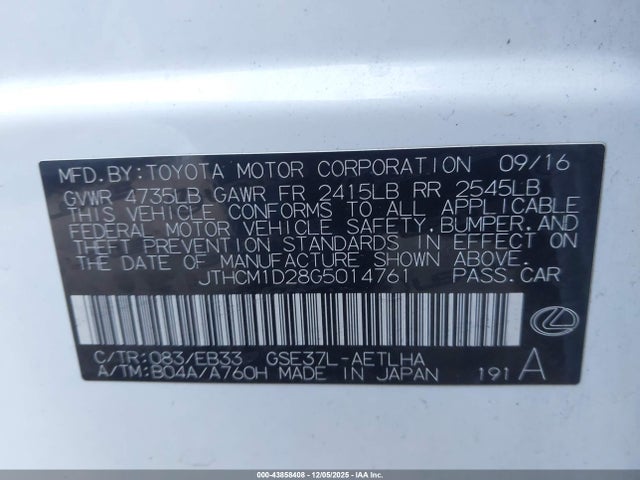 MFD.BY: TOYOTA MOTOR CORPORATION 09/16
GVWR 4735LB GAWR FR 2415LB RR 2545LB
THIS VEHICLE CONFORMS TO ALL APPLICABLE
FEDERAL MOTOR VEHICLE SAFETY, BUMPER, AND
THEFT PREVENTION STANDARDS IN EFFECT ON
THE DATE OF MANUFACTURE SHOWN ABOVE.
JTHCM1D28G5014761 PASS.CAR
C/TR: 083/EB33 GSE37L-AETLHA
A/TM: B04A/A760H MADE IN JAPAN 191 A
000-43858408 - 12/05/2025 - IAAI.COM